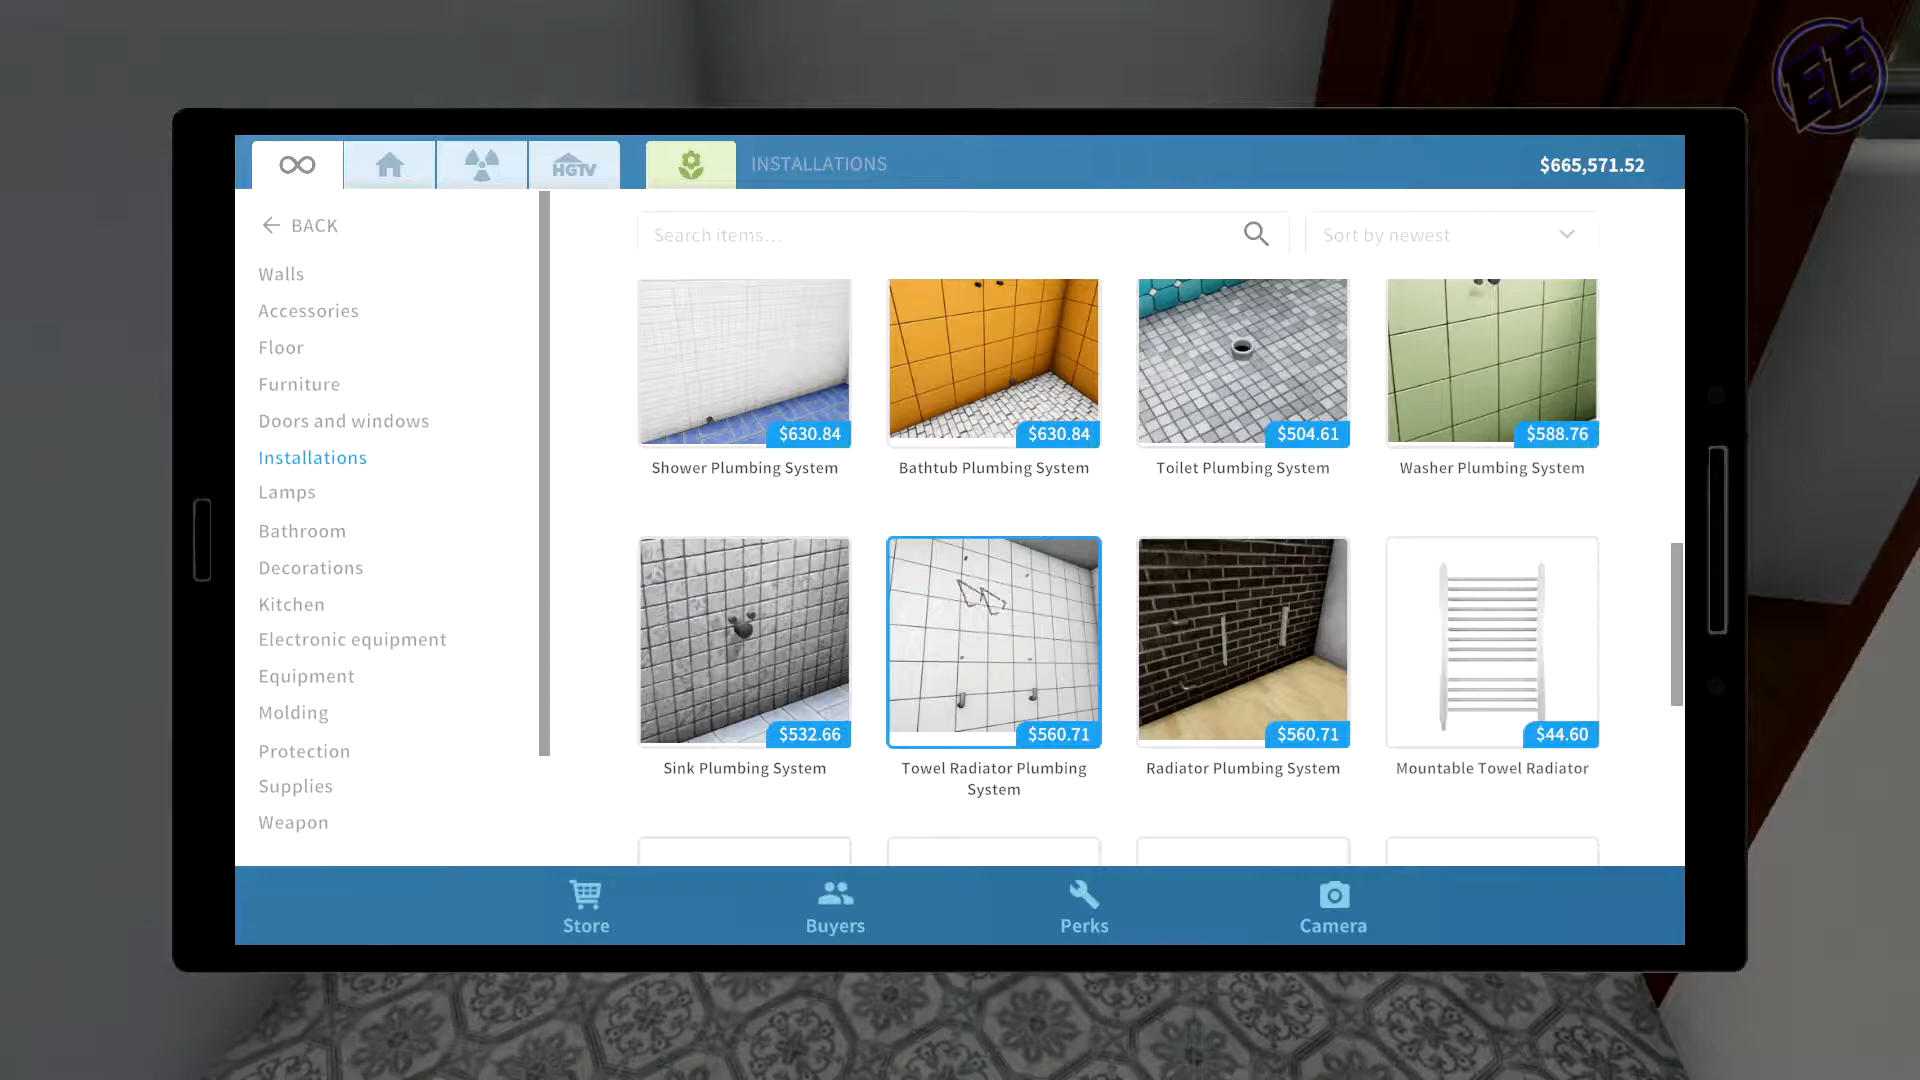 EE
HGTV
INSTALLATIONS
$665,571.52
BACK
Search items...
Sort by newest
Walls
Accessories
Floor
Furniture
Doors and windows
Installations
Lamps
Bathroom
Decorations
Kitchen
Electronic equipment
Equipment
Molding
Protection
Supplies
Weapon
$630.84
$630.84
$504.61
$588.76
Shower Plumbing System
Bathtub Plumbing System
Toilet Plumbing System
Washer Plumbing System
$532.66
$560.71
$560.71
$44.60
Sink Plumbing System
Towel Radiator Plumbing
System
Radiator Plumbing System
Mountable Towel Radiator
Store
Buyers
Perks
Camera